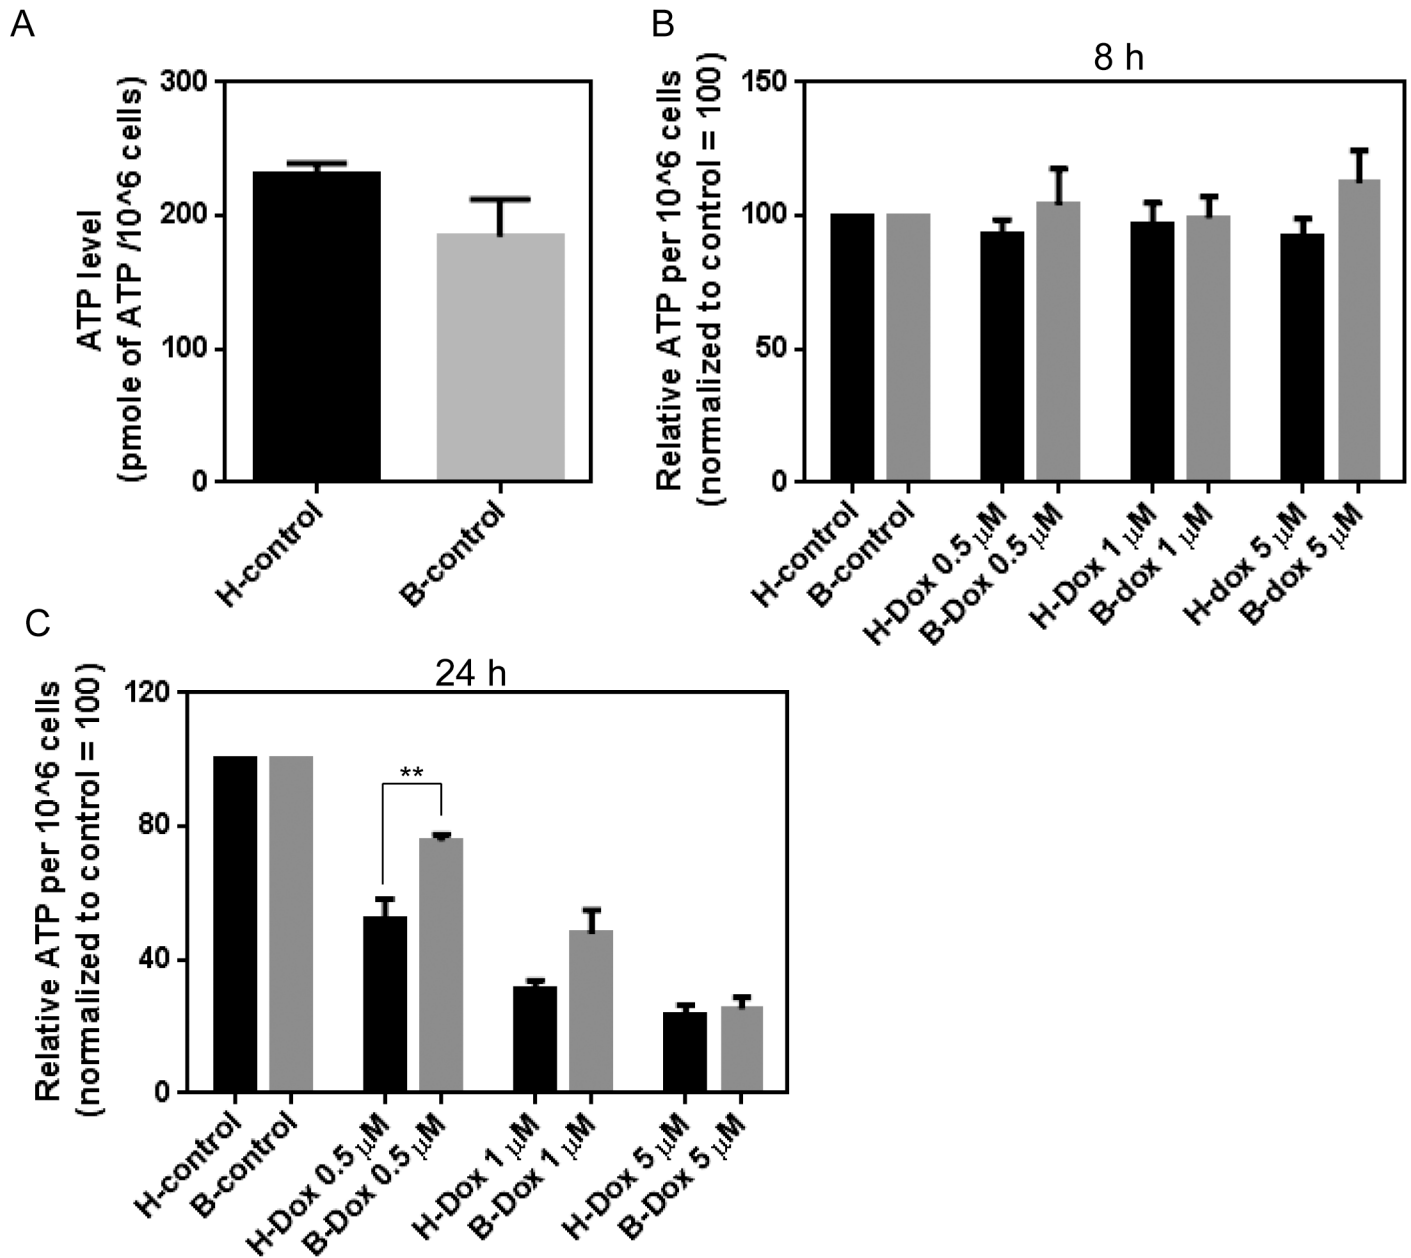 A
ATP level
(pmole of ATP /10^6 cells)
300
200
100
0
H-control
B-control
B
8 h
Relative ATP per 10^6 cells
(normalized to control = 100)
150
100
50
0
H-control
B-control
H-Dox 0.5 μM
B-Dox 0.5 μM
H-Dox 1 μM
B-dox 1 μM
H-dox 5 μM
B-dox 5 μM
C
24 h
Relative ATP per 10^6 cells
(normalized to control = 100)
120
80
40
0
**
H-control
B-control
H-Dox 0.5 μM
B-Dox 0.5 μM
H-Dox 1 μM
B-Dox 1 μM
H-Dox 5 μM
B-Dox 5 μM